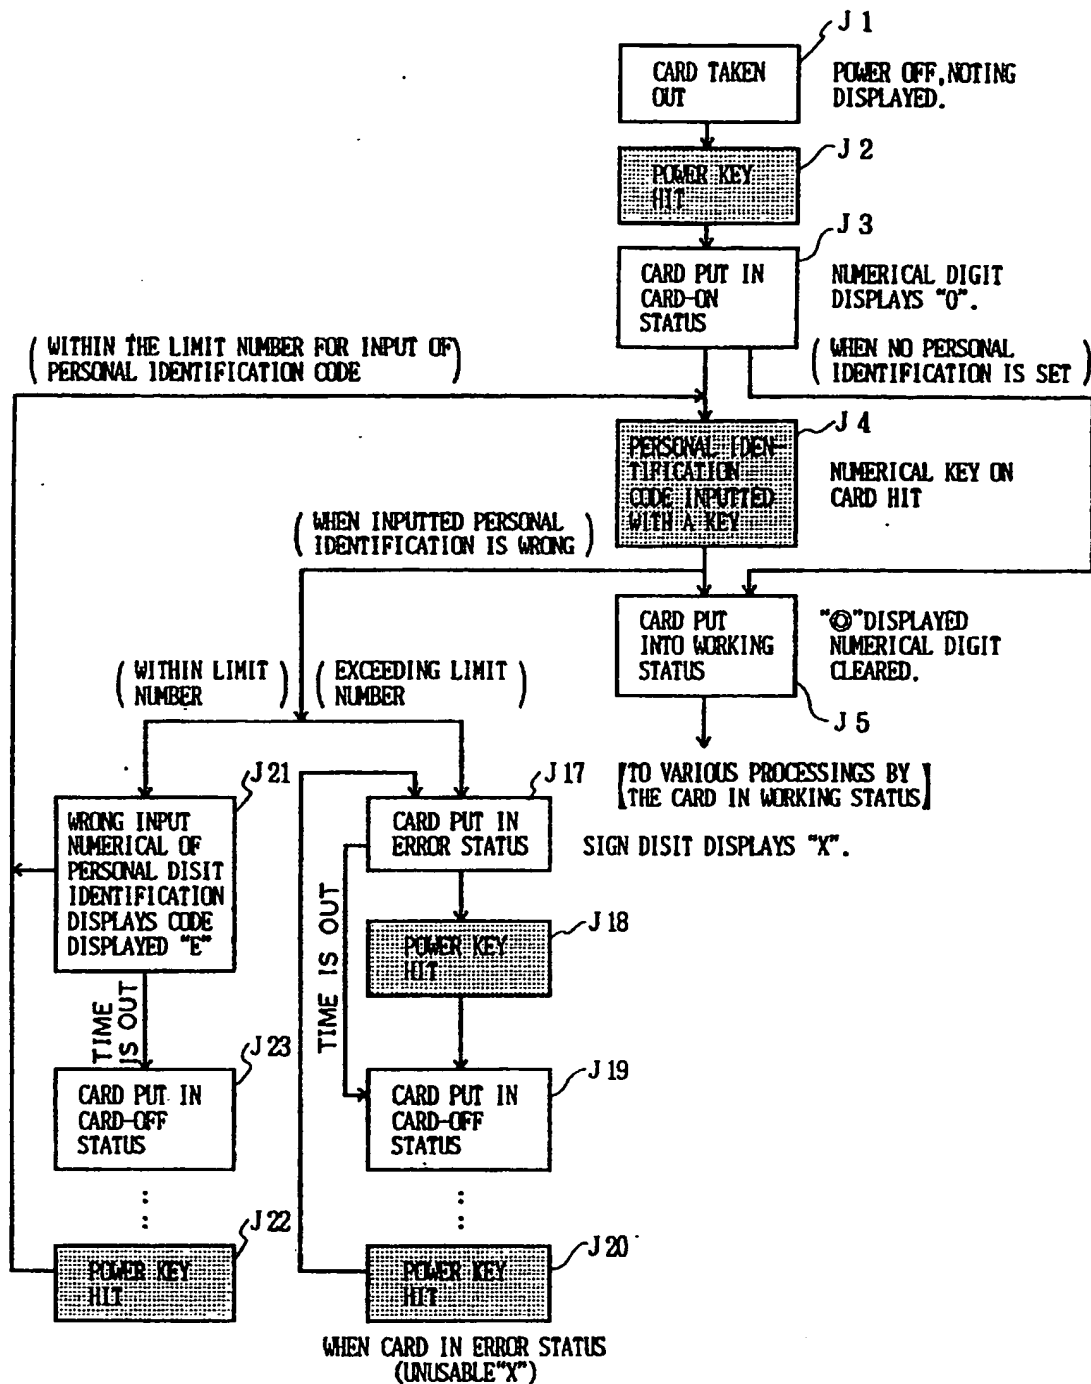 J 1
CARD TAKEN
OUT
POWER OFF,NOTING
DISPLAYED.
J 2
POWER KEY
HIT
J 3
CARD PUT IN
CARD-ON
STATUS
NUMERICAL DIGIT
DISPLAYS "0".
(WITHIN THE LIMIT NUMBER FOR INPUT OF
PERSONAL IDENTIFICATION CODE)
(WHEN NO PERSONAL
IDENTIFICATION IS SET)
J 4
PERSONAL IDEN-
TIFICATION
CODE INPUTTED
WITH A KEY
NUMERICAL KEY ON
CARD HIT
(WHEN INPUTTED PERSONAL
IDENTIFICATION IS WRONG)
CARD PUT
INTO WORKING
STATUS
"◎"DISPLAYED
NUMERICAL DIGIT
CLEARED.
J 5
(WITHIN LIMIT
NUMBER)
(EXCEEDING LIMIT
NUMBER)
[TO VARIOUS PROCESSINGS BY
THE CARD IN WORKING STATUS]
J 21
WRONG INPUT
NUMERICAL OF
PERSONAL DISIT
IDENTIFICATION
DISPLAYS CODE
DISPLAYED "E"
J 17
CARD PUT IN
ERROR STATUS
SIGN DISIT DISPLAYS "X".
TIME IS OUT
J 18
POWER KEY
HIT
TIME
IS OUT
J 23
CARD PUT IN
CARD-OFF
STATUS
J 19
CARD PUT IN
CARD-OFF
STATUS
J 22
POWER KEY
HIT
J 20
POWER KEY
HIT
WHEN CARD IN ERROR STATUS
(UNUSABLE"X")